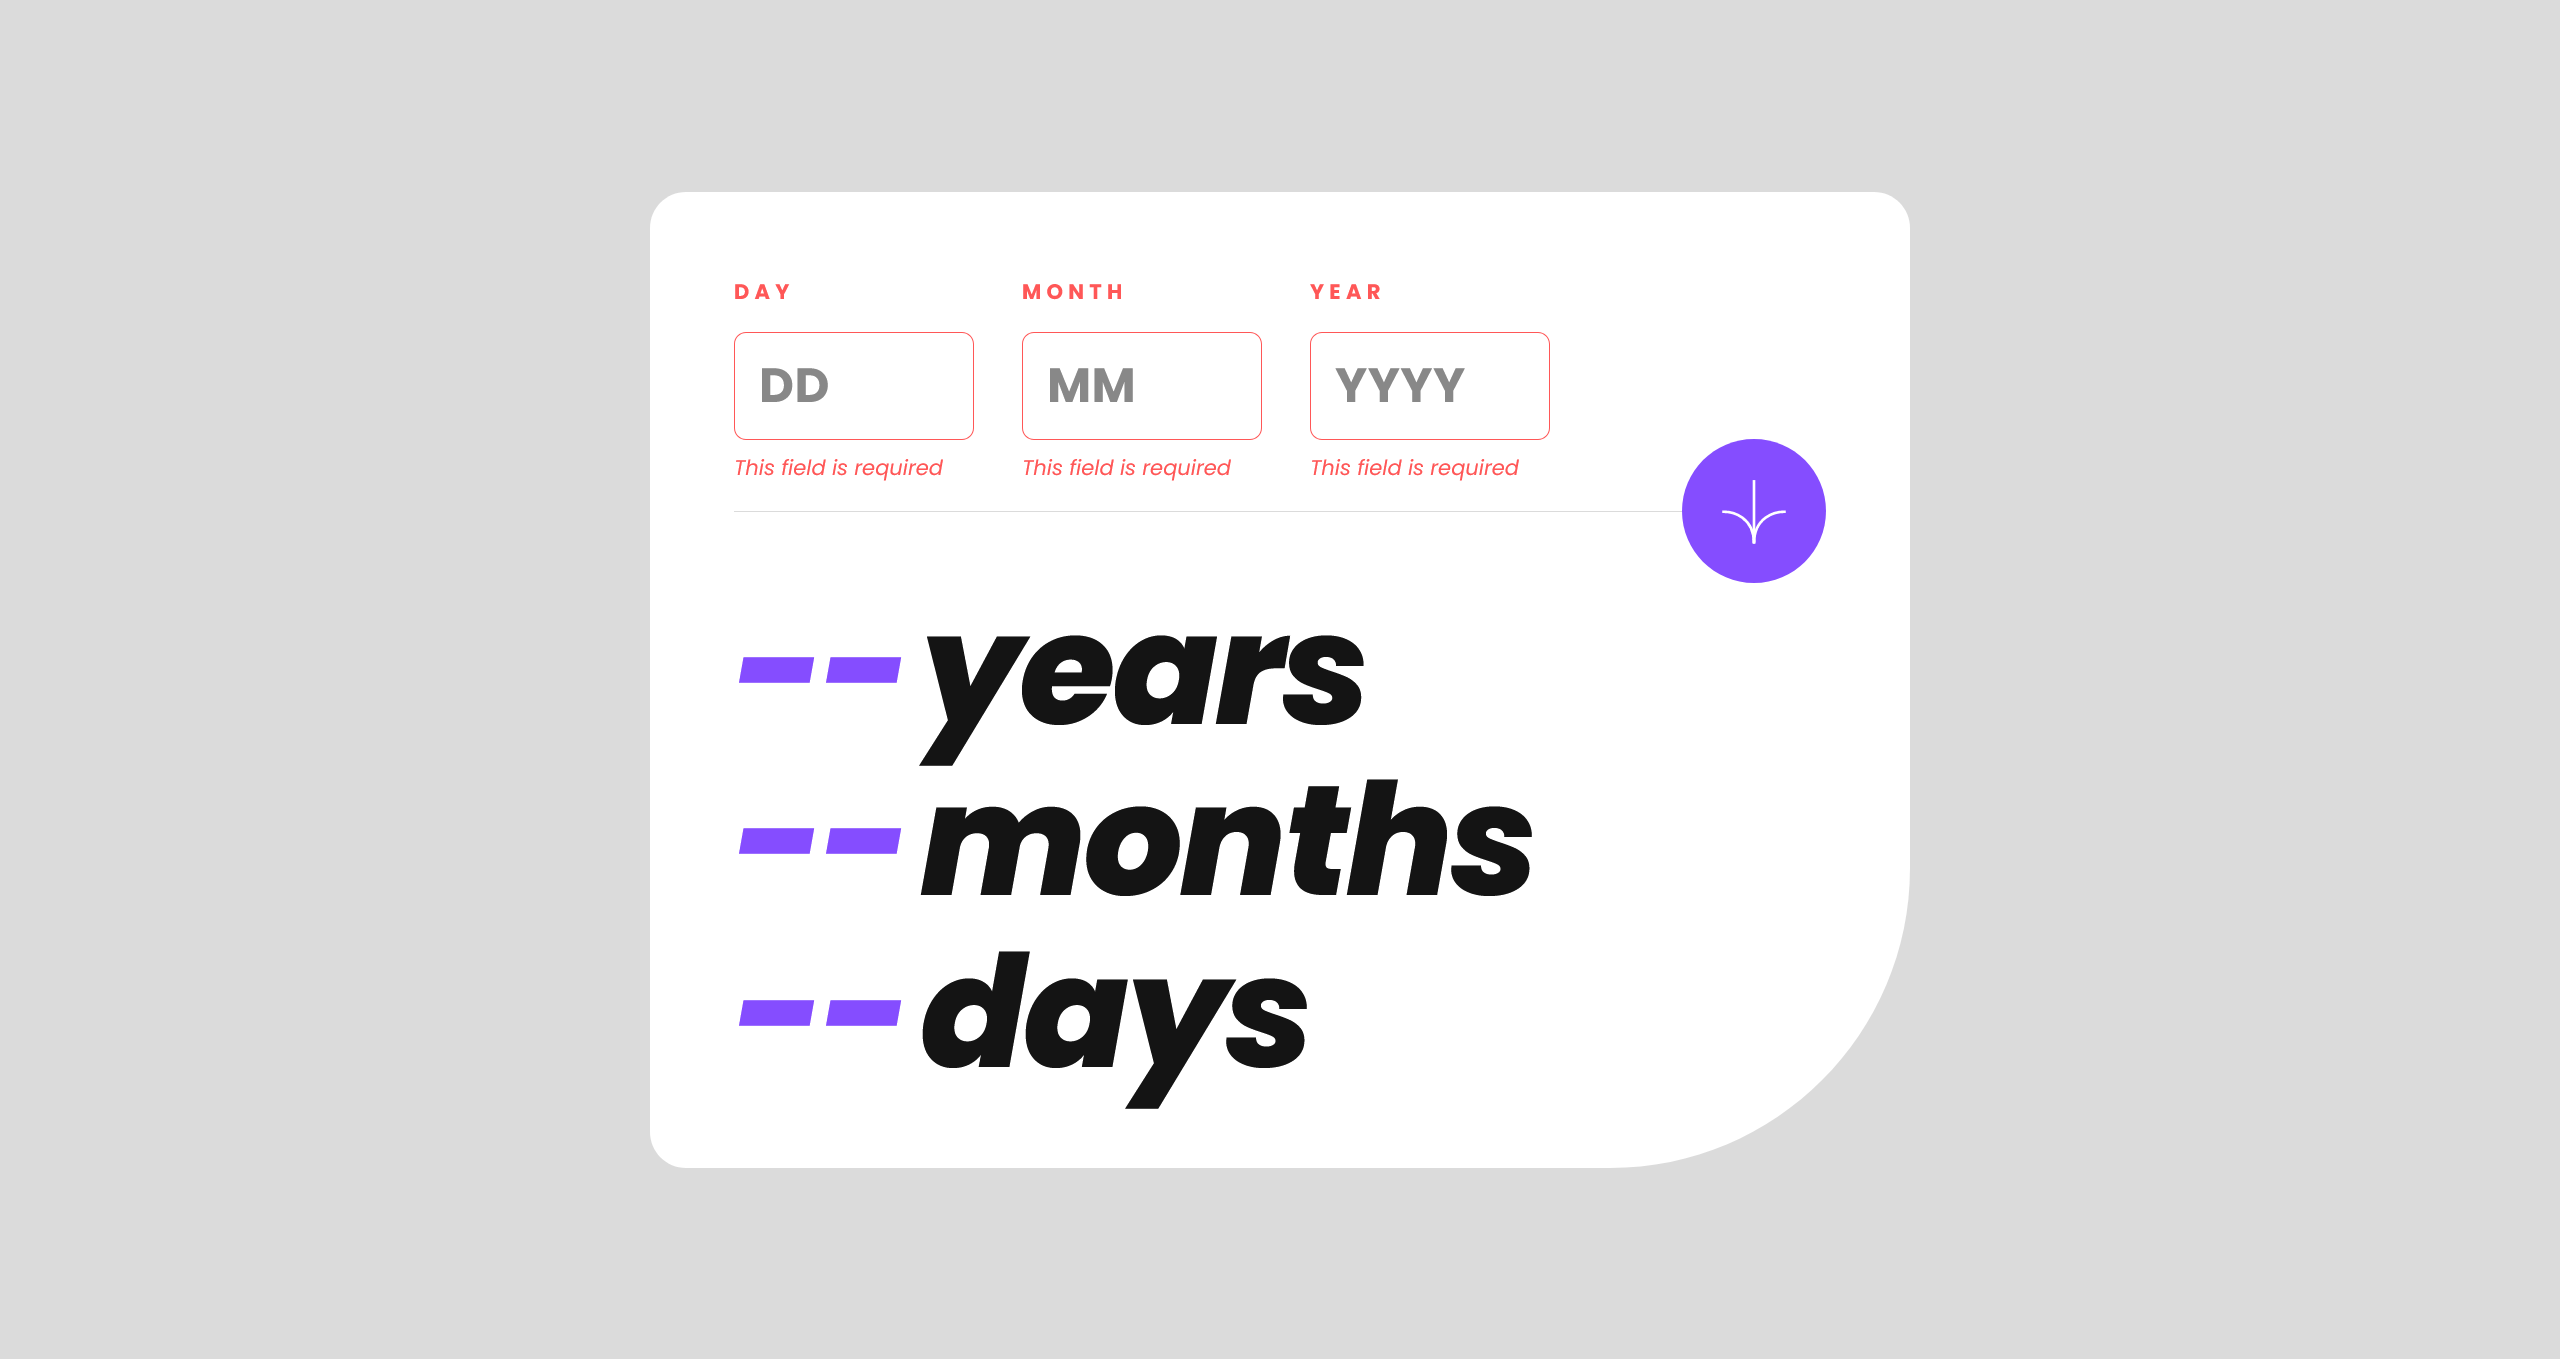 DAY MONTH YEAR
DD MM YYYY
This field is required This field is required This field is required
-- years
-- months
-- days